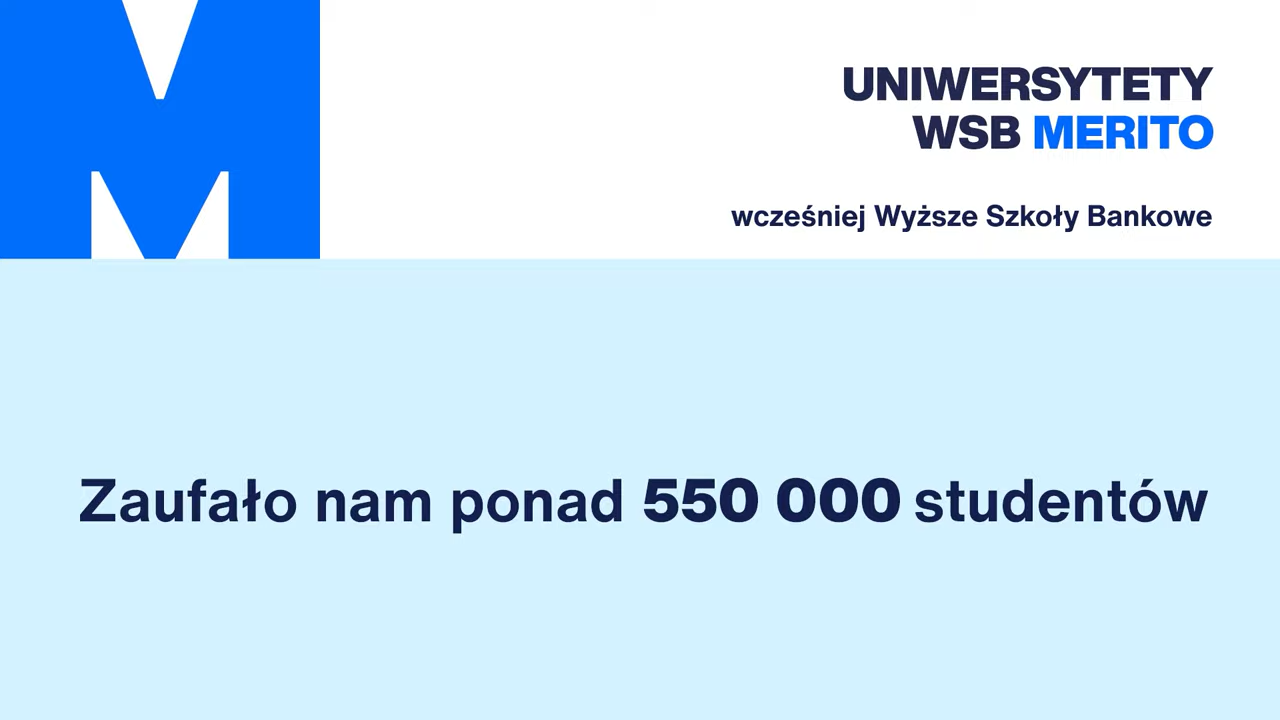 UNIWERSYTETY
WSB MERITO
wcześniej Wyższe Szkoły Bankowe
Zaufało nam ponad 550 000 studentów